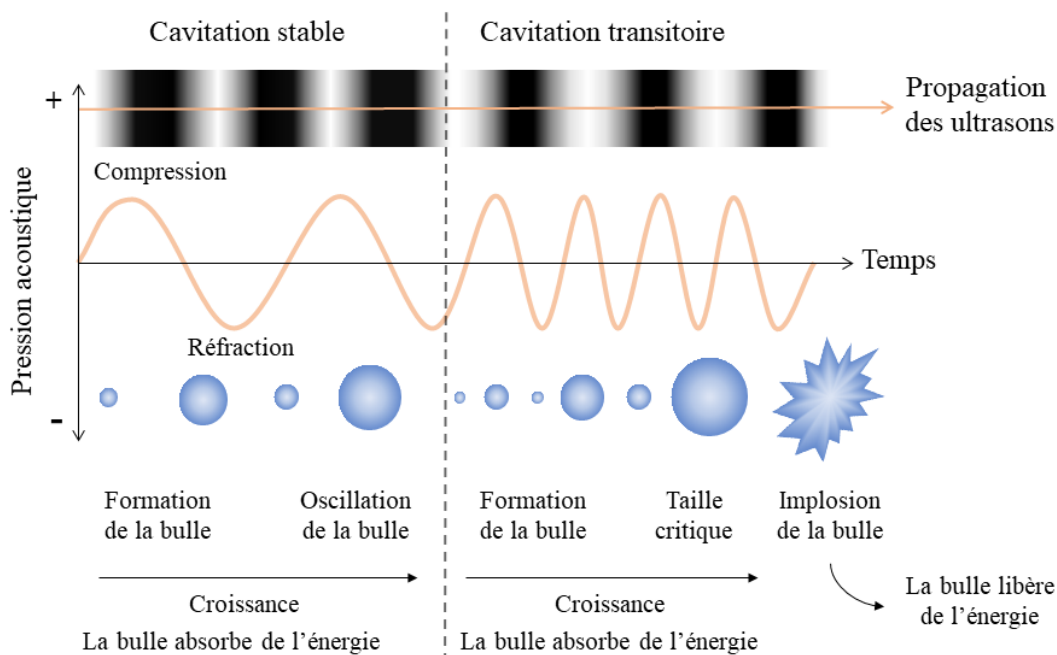 Cavitation stable
Cavitation transitoire
+
Propagation
des ultrasons
Compression
Pression acoustique
Temps
Réfraction
-
Formation
de la bulle
Oscillation
de la bulle
Formation
de la bulle
Taille
critique
Implosion
de la bulle
Croissance
La bulle absorbe de l’énergie
Croissance
La bulle absorbe de l’énergie
La bulle libère
de l’énergie